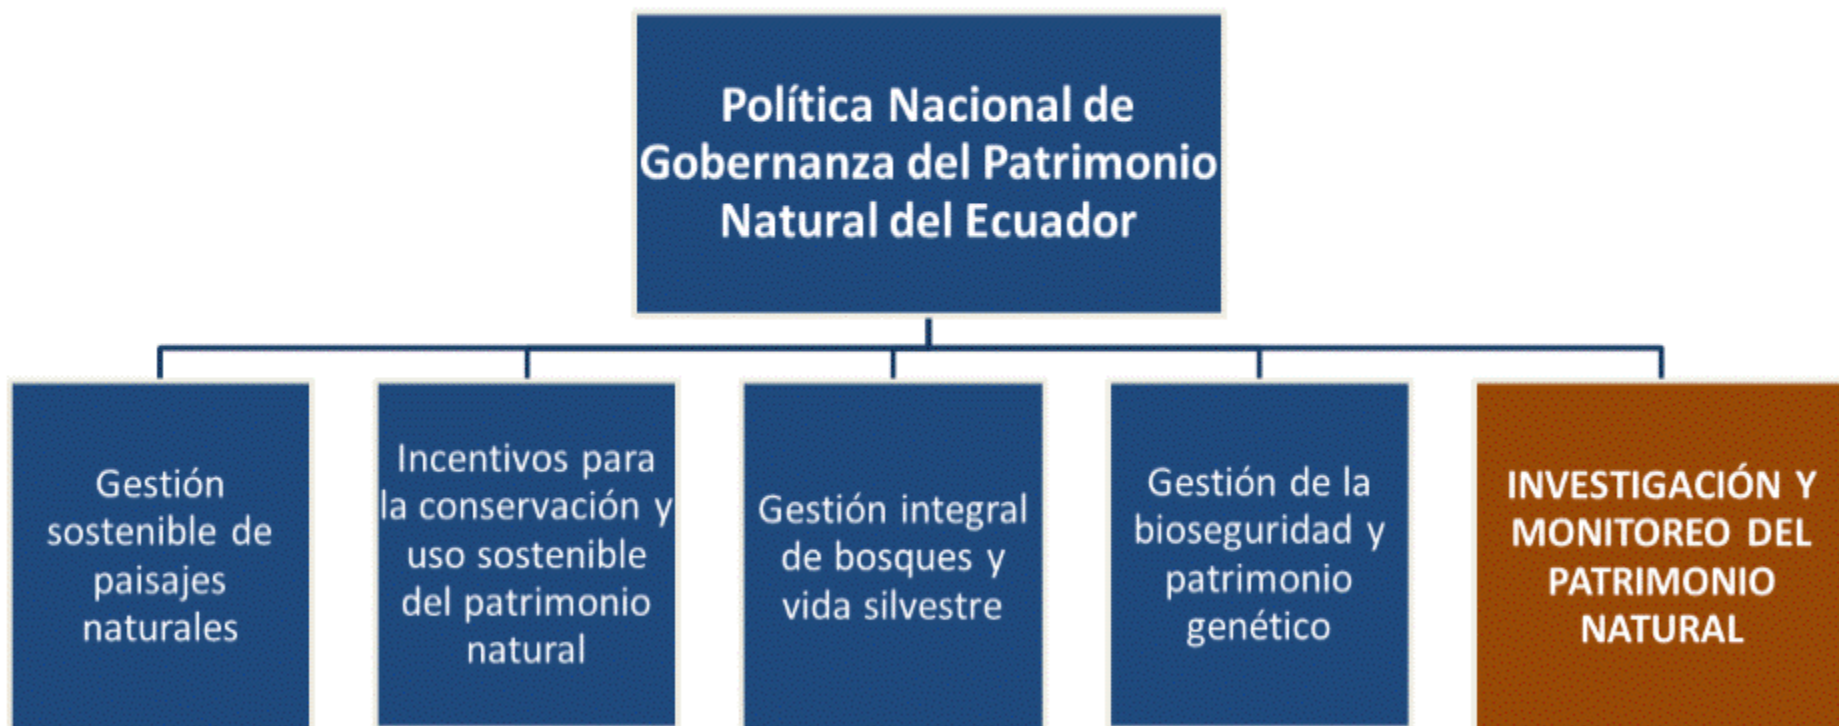 Política Nacional de
Gobernanza del Patrimonio
Natural del Ecuador
Gestión
sostenible de
paisajes
naturales
Incentivos para
la conservación y
uso sostenible
del patrimonio
natural
Gestión integral
de bosques y
vida silvestre
Gestión de la
bioseguridad y
patrimonio
genético
INVESTIGACIÓN Y
MONITOREO DEL
PATRIMONIO
NATURAL